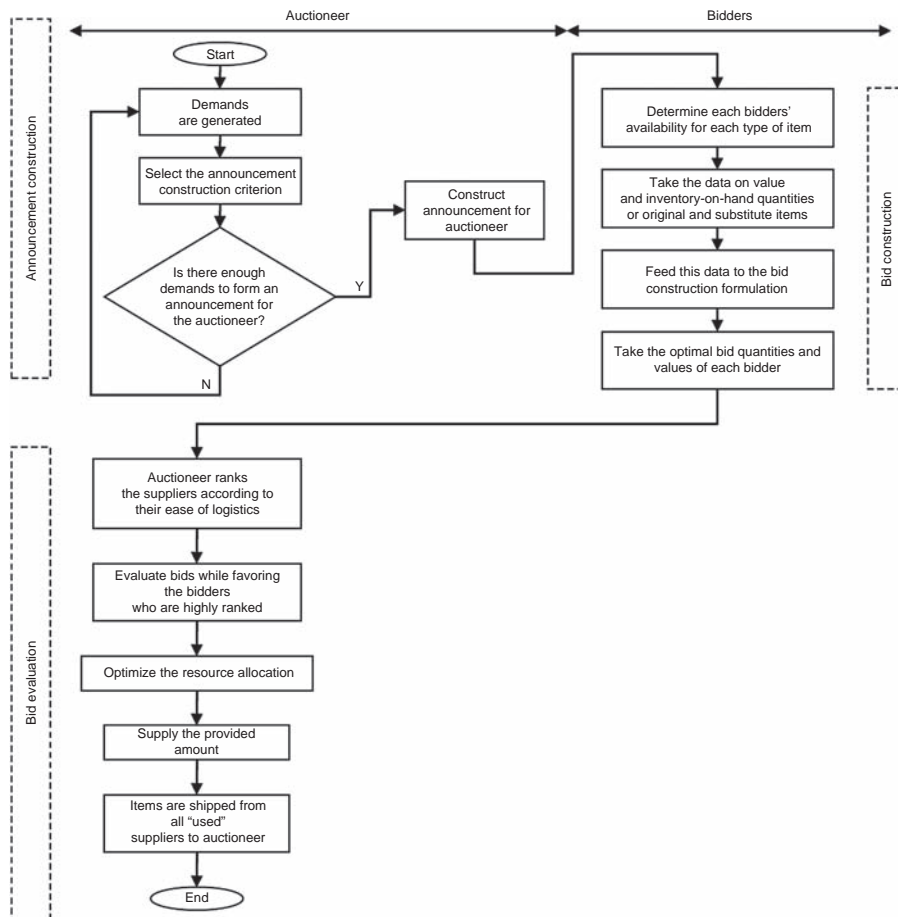 Auctioneer
Bidders
Announcement construction
Start
Demands
are generated
Select the announcement
construction criterion
Is there enough
demands to form an
announcement for
the auctioneer?
Y
N
Construct
announcement for
auctioneer
Determine each bidders’
availability for each type of item
Take the data on value
and inventory-on-hand quantities
or original and substitute items
Feed this data to the bid
construction formulation
Take the optimal bid quantities and
values of each bidder
Bid construction
Bid evaluation
Auctioneer ranks
the suppliers according to
their ease of logistics
Evaluate bids while favoring
the bidders
who are highly ranked
Optimize the resource allocation
Supply the provided
amount
Items are shipped from
all “used”
suppliers to auctioneer
End